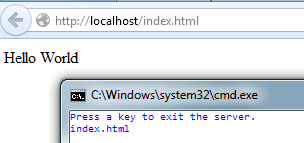 http://localhost/index.html
Hello World
C:\Windows\system32\cmd.exe
Press a key to exit the server.
index.html